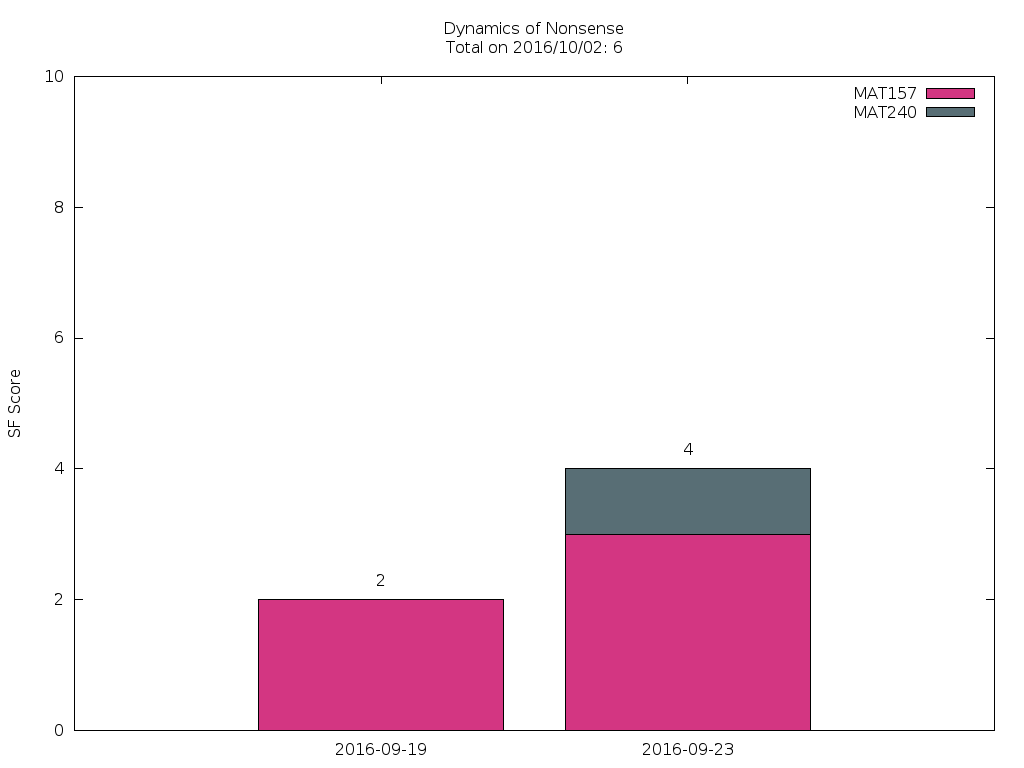 Dynamics of Nonsense
Total on 2016/10/02: 6
MAT157
MAT240
SF Score
10
8
6
4
2
0
2
4
2016-09-19
2016-09-23